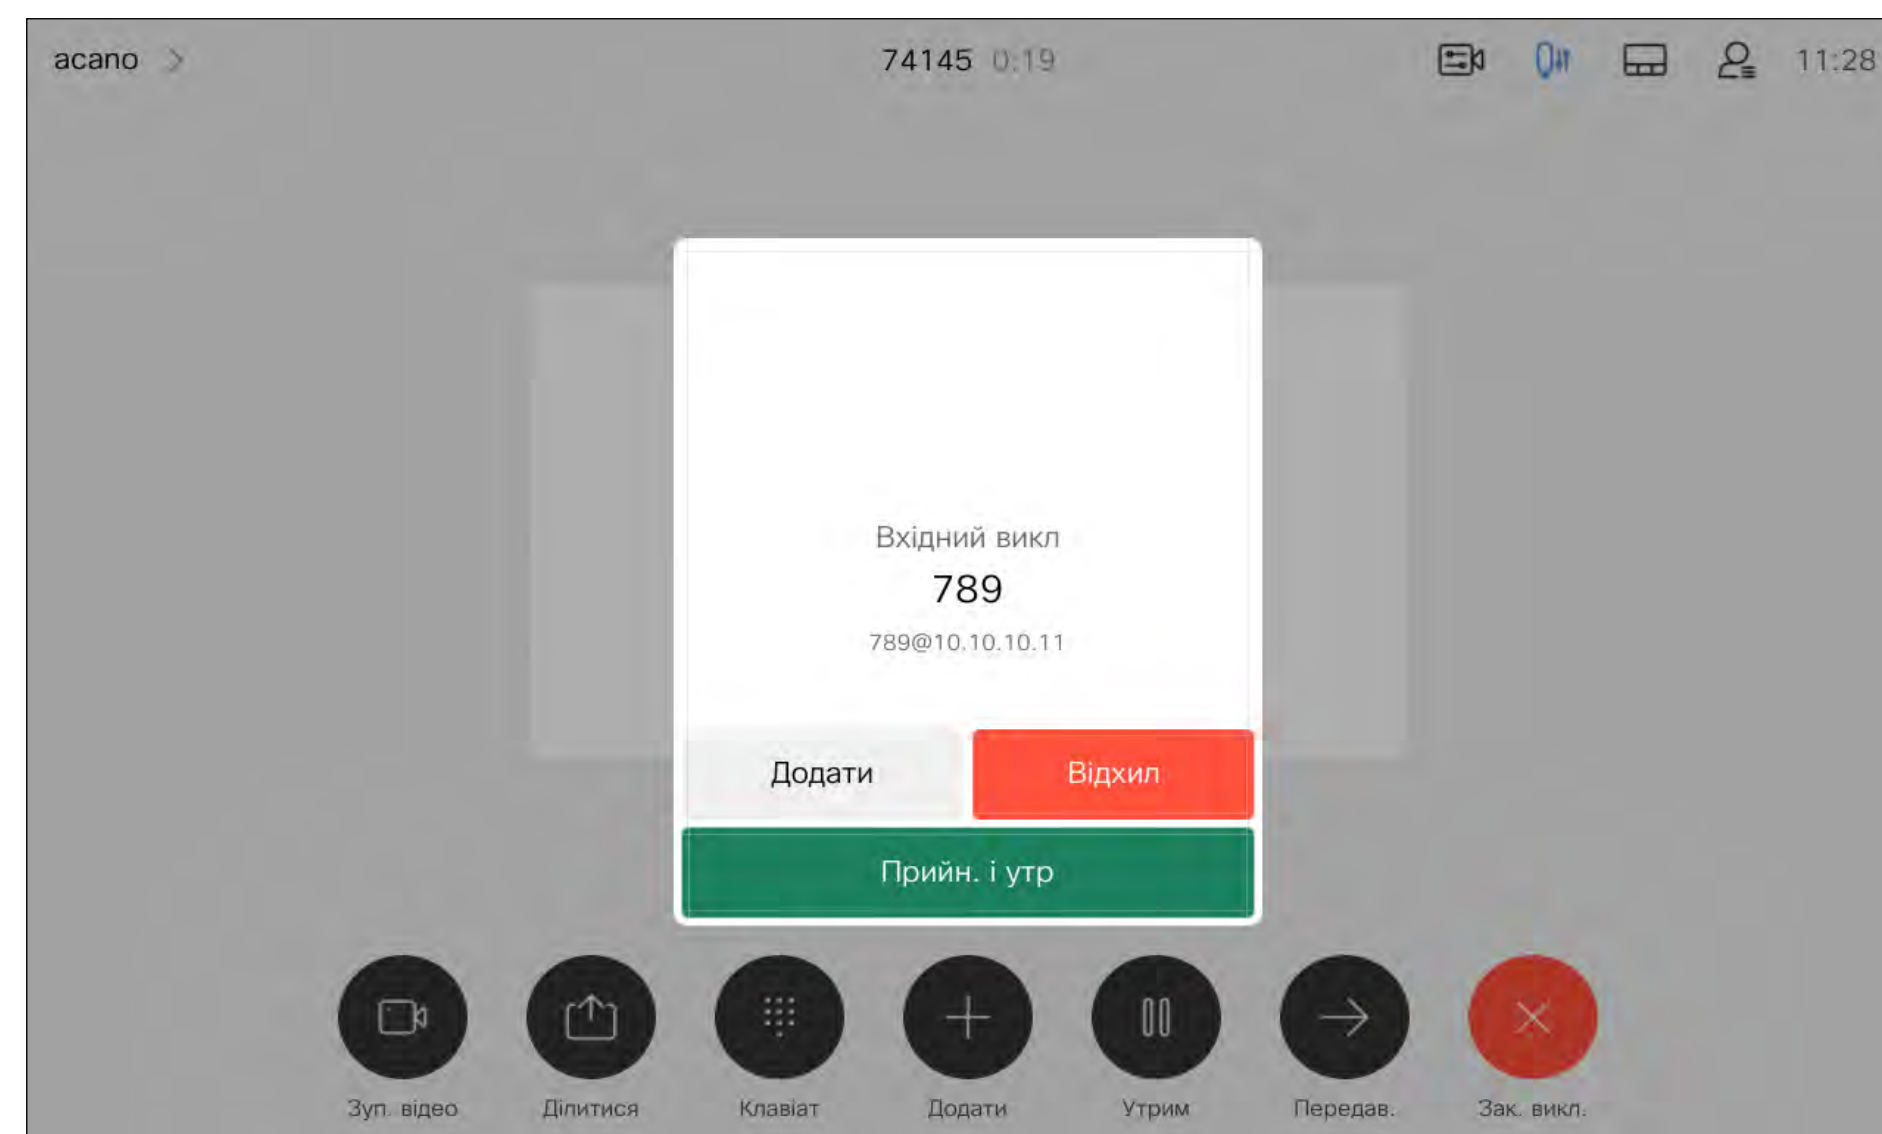 acano
74145 0:19
11:28
Вхідний викл
789
789@10.10.10.11
Додати
Відхил
Прийн. і утр
Зуп. відео
Ділитися
Клавіат
Додати
Утрим
Передав.
Зак. викл.